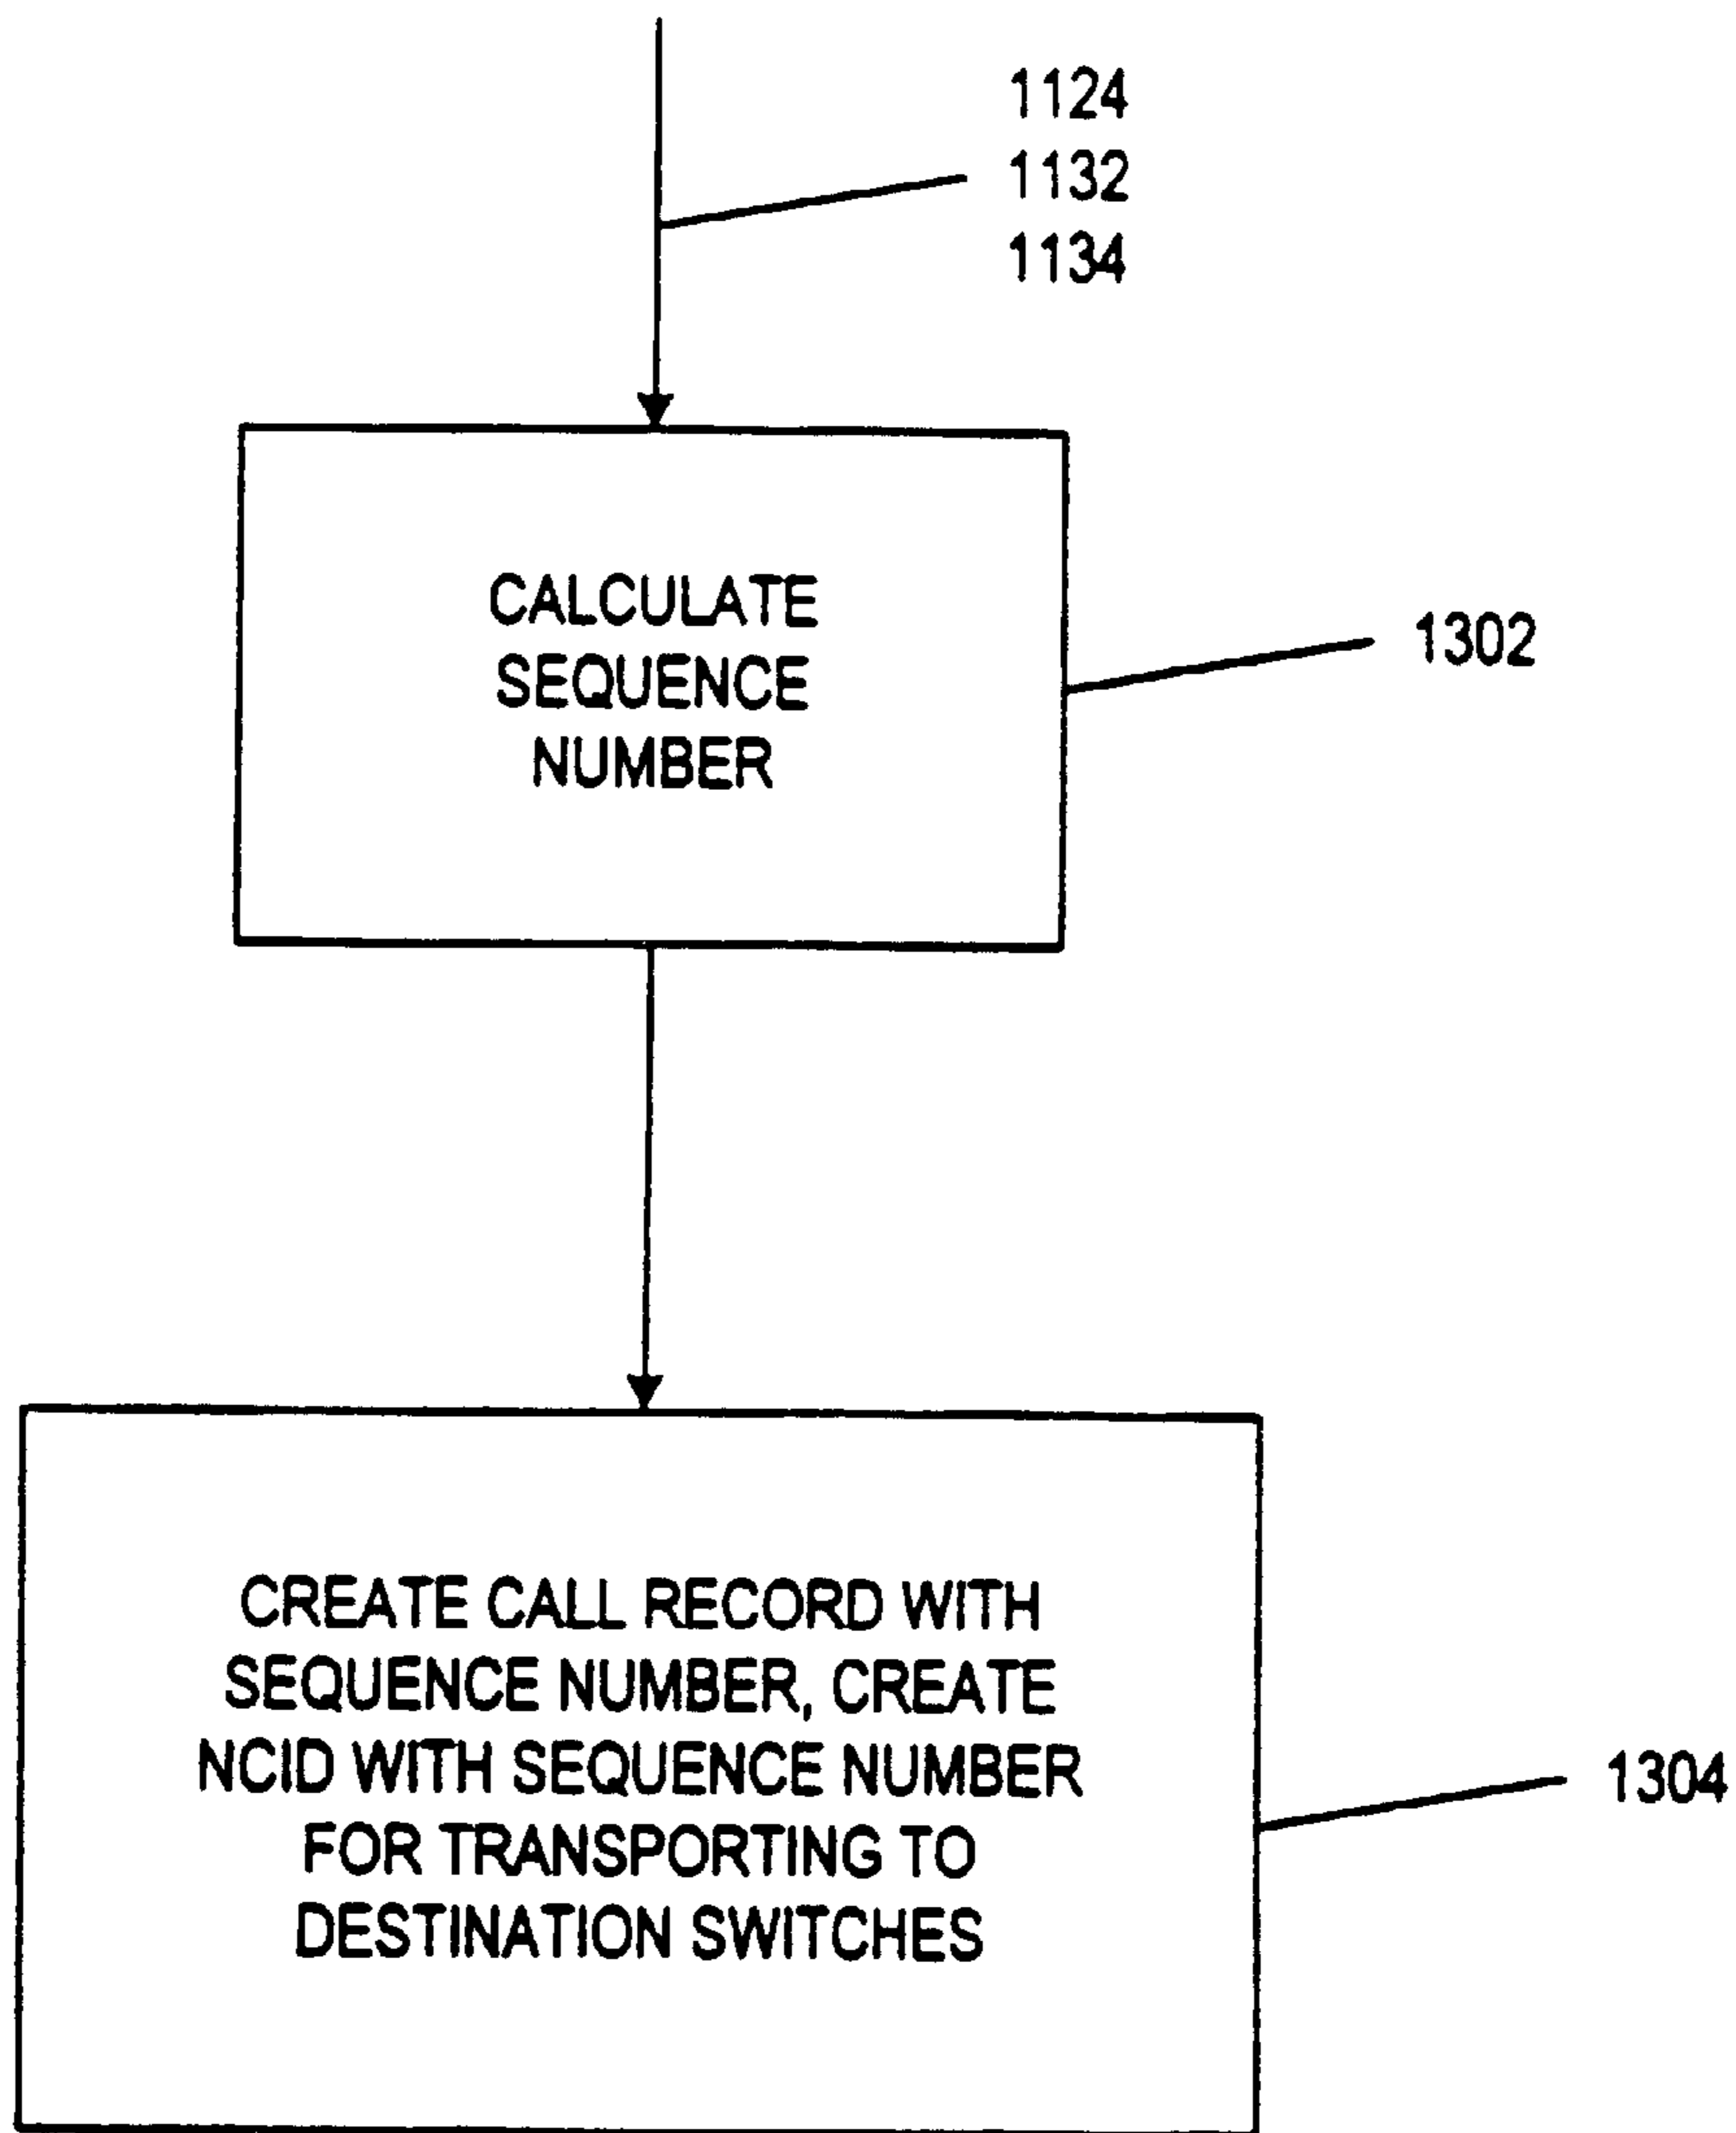 1124
1132
1134
CALCULATE
SEQUENCE
NUMBER
1302
CREATE CALL RECORD WITH
SEQUENCE NUMBER, CREATE
NCID WITH SEQUENCE NUMBER
FOR TRANSPORTING TO
DESTINATION SWITCHES
1304